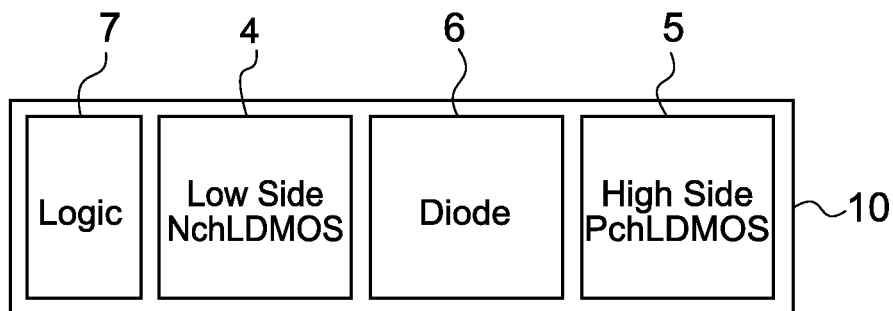 7 4 6 5
Logic
Low Side
NchLDMOS
Diode
High Side
PchLDMOS
10